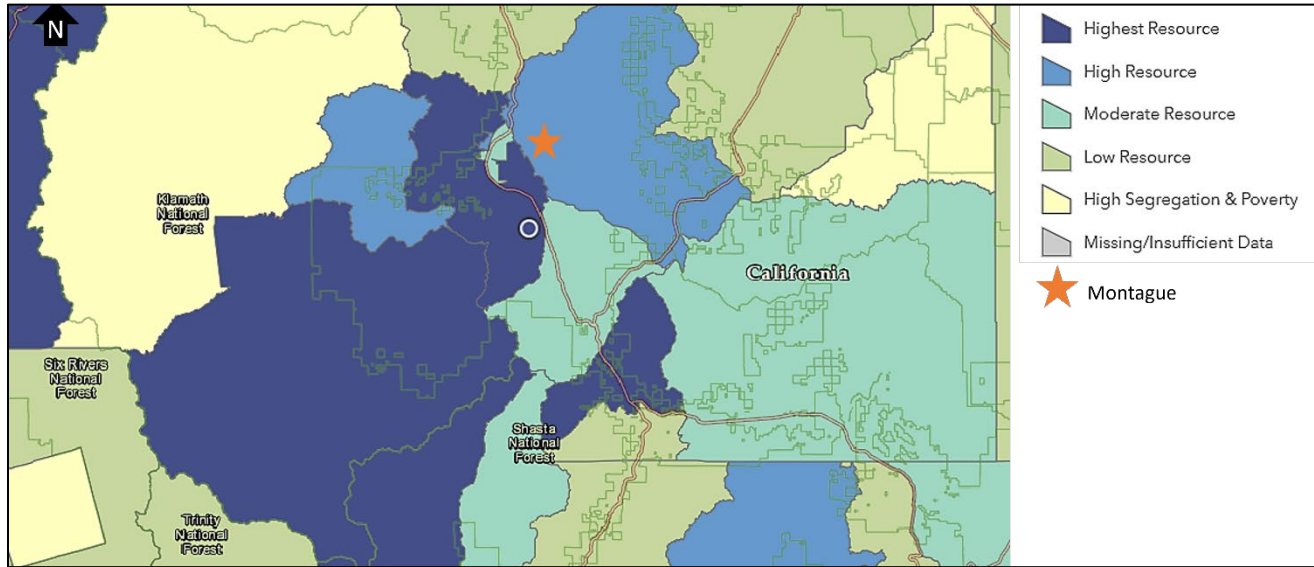 N
Klamath
National
Forest
California
Six Rivers
National
Forest
Shasta
National
Forest
Trinity
National
Forest
Highest Resource
High Resource
Moderate Resource
Low Resource
High Segregation & Poverty
Missing/Insufficient Data
Montague